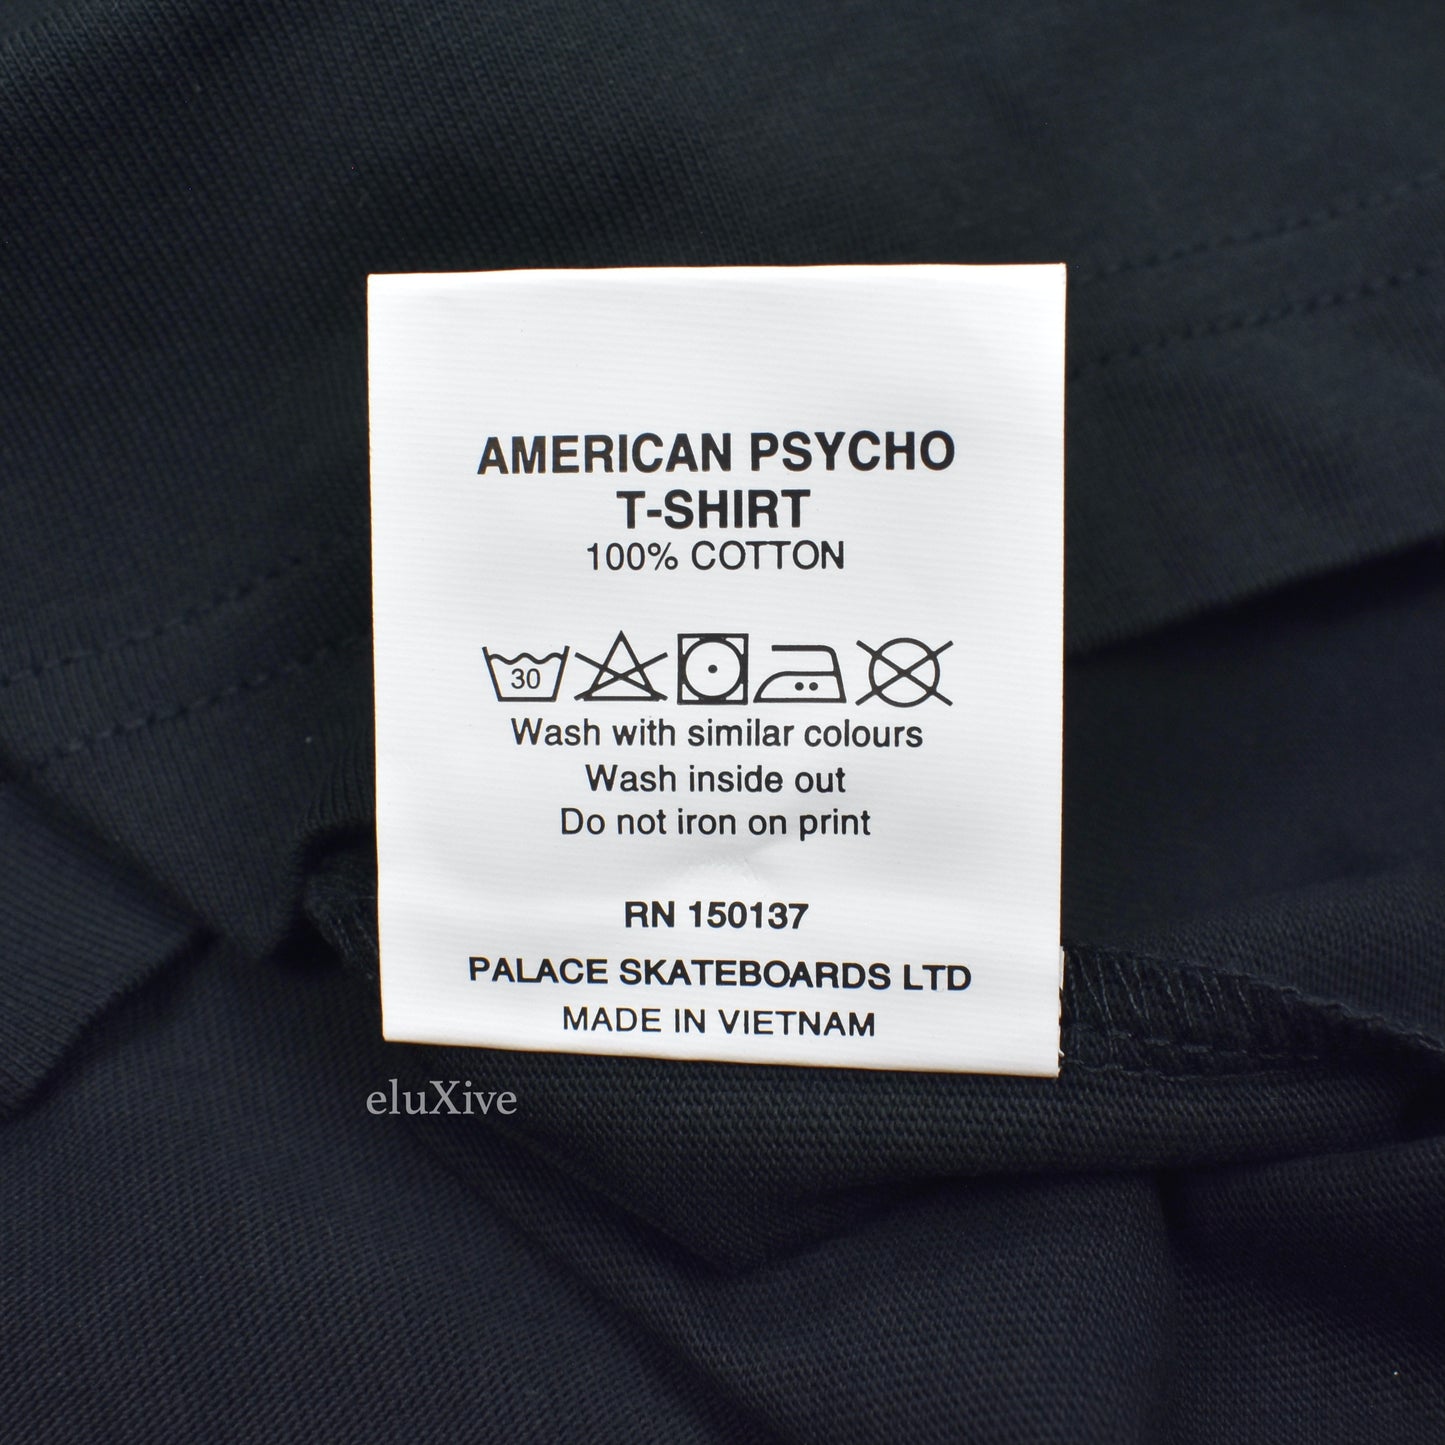 AMERICAN PSYCHO
T-SHIRT
100% COTTON
30
Wash with similar colours
Wash inside out
Do not iron on print
RN 150137
PALACE SKATEBOARDS LTD
MADE IN VIETNAM
eluXive